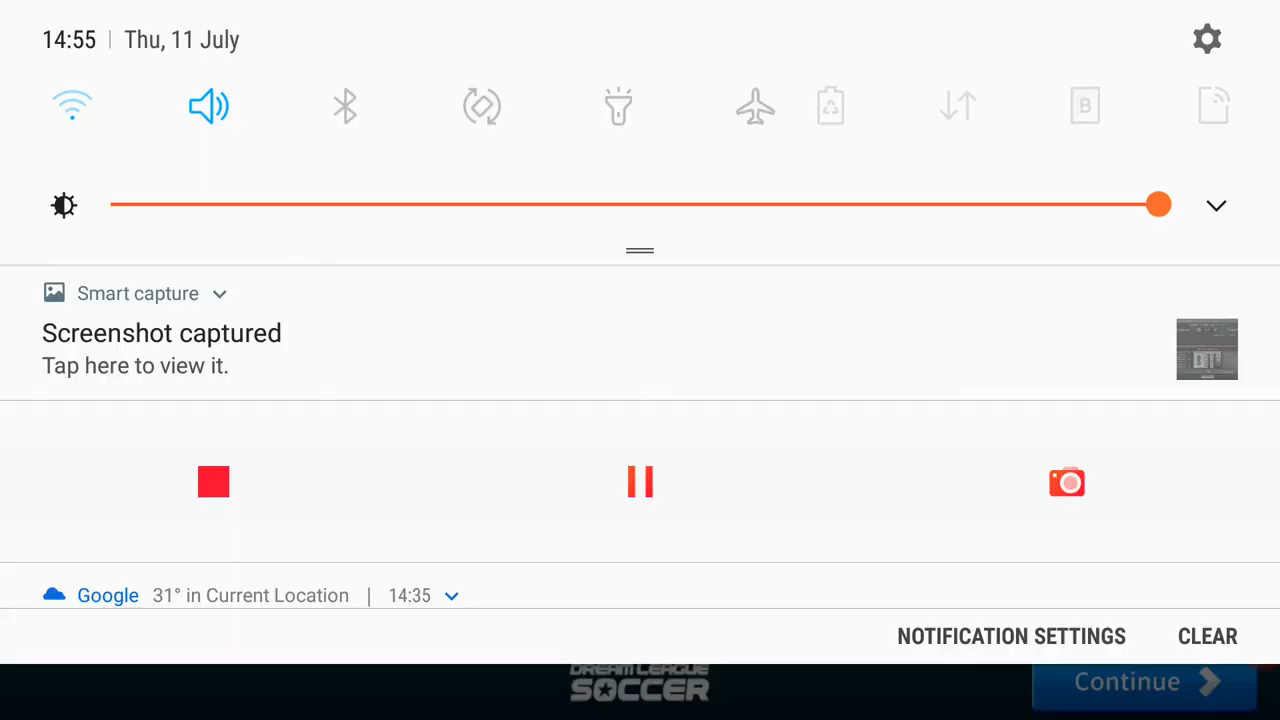 14:55 | Thu, 11 July
B
Smart capture
Screenshot captured
Tap here to view it.
Google 31° in Current Location | 14:35
NOTIFICATION SETTINGS CLEAR
DREAM LEAGUE
SOCCER
Continue